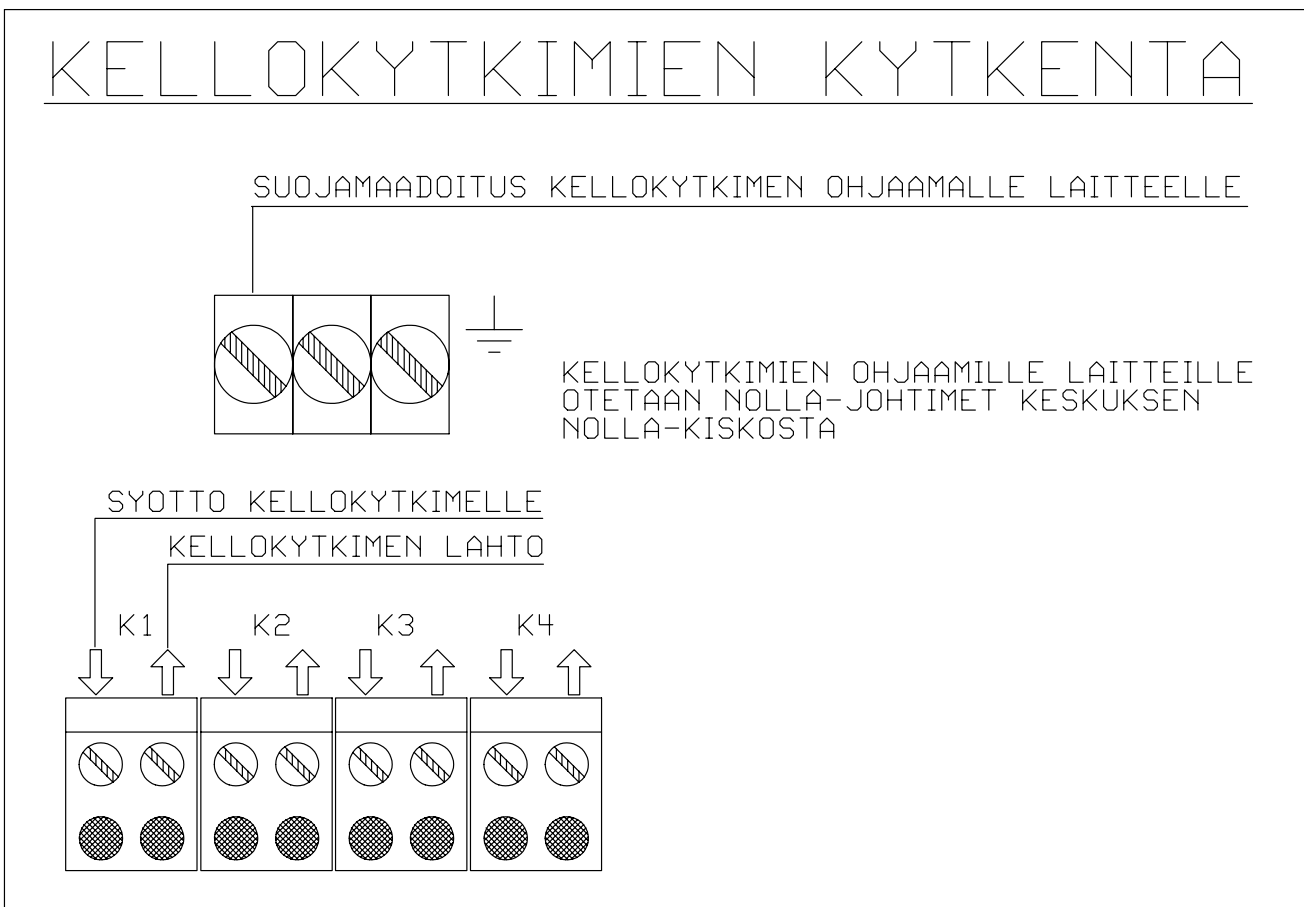 KELLOKYTKIMIEN KYTKENTA
SUOJAMAADOITUS KELLOKYTKIMEN OHJAAMALLE LAITTEELLE
KELLOKYTKIMIEN OHJAAMILLE LAITTEILLE
OTETAAN NOLLA-JOHTIMET KESKUKSEN
NOLLA-KISKOSTA
SYOTTO KELLOKYTKIMELLE
KELLOKYTKIMEN LAHTO
K1 K2 K3 K4